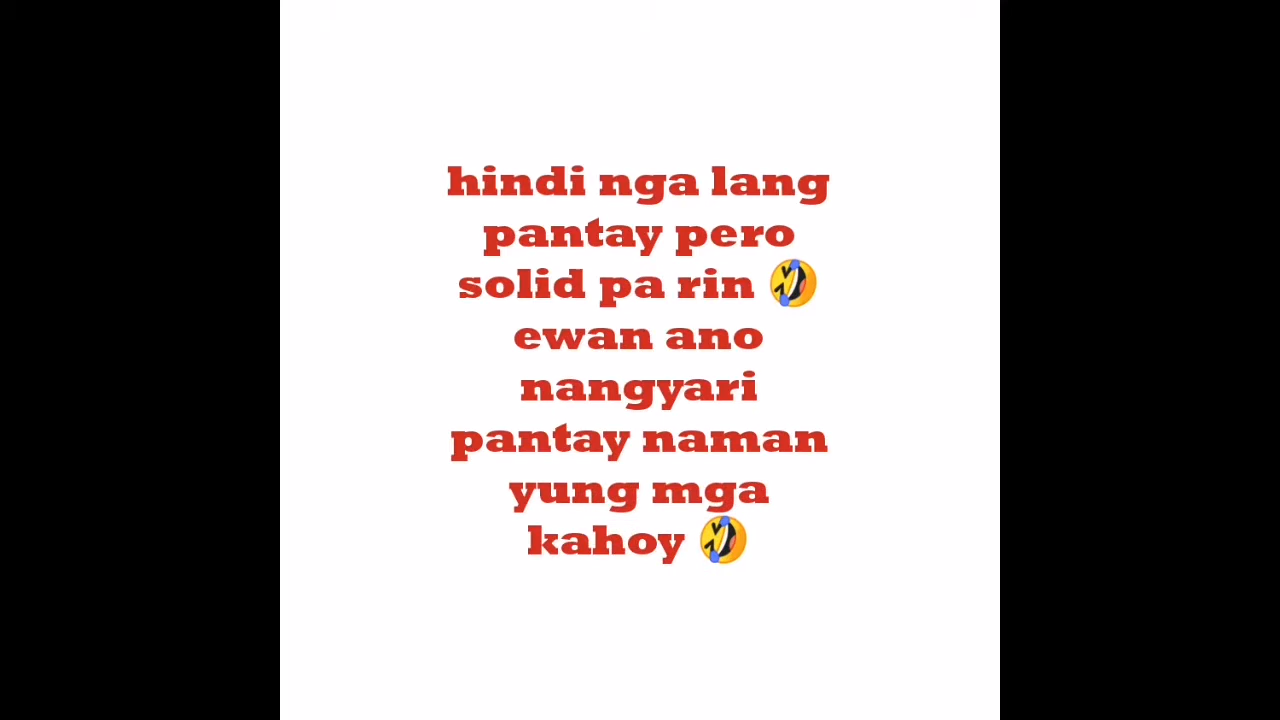 hindi nga lang
pantay pero
solid pa rin 🤣
ewan ano
nangyari
pantay naman
yung mga
kahoy 🤣